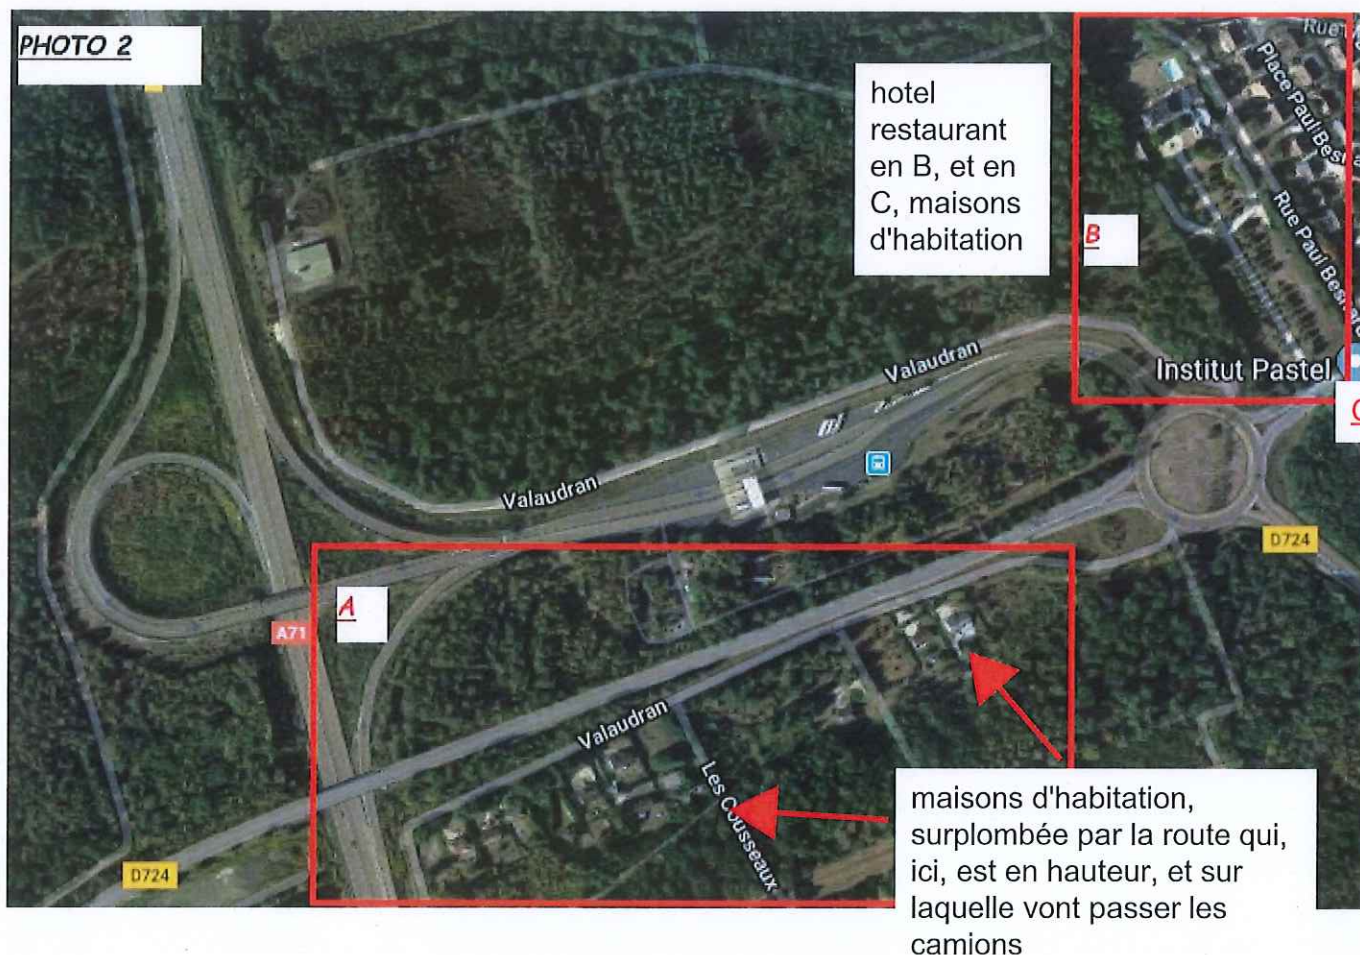 PHOTO 2
hotel
restaurant
en B, et en
C, maisons
d'habitation
Place Paul
Rue Paul
B
Institut Pastel
C
Valaudran
Valaudran
D724
A
A71
Valaudran
Les Cousseaux
D724
maisons d'habitation,
surplombée par la route qui,
ici, est en hauteur, et sur
laquelle vont passer les
camions